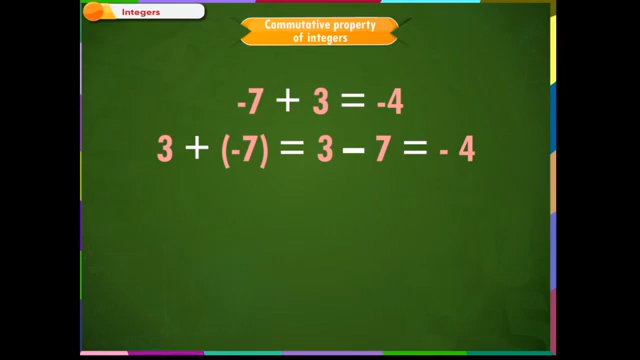 Integers
Commutative property
of integers
-7 + 3 = -4
3 + (-7) = 3 – 7 = - 4